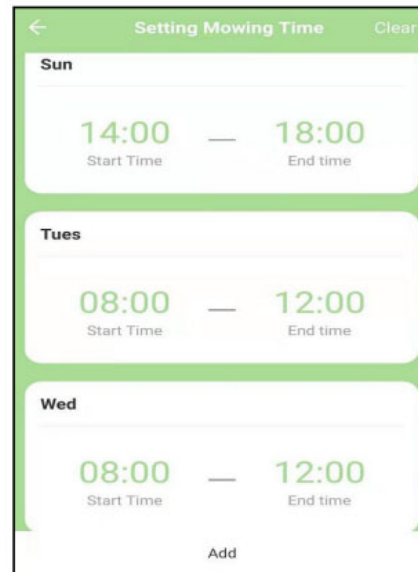 ← Setting Mowing Time Clear
Sun
14:00 — 18:00
Start Time End time
Tues
08:00 — 12:00
Start Time End time
Wed
08:00 — 12:00
Start Time End time
Add